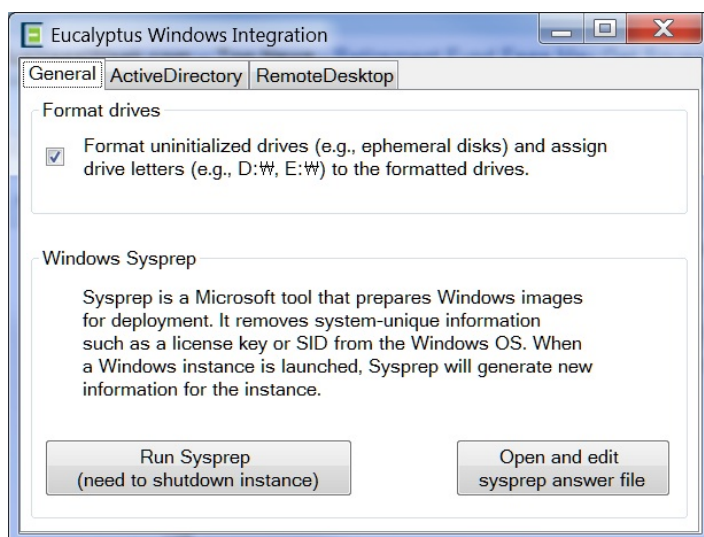 Eucalyptus Windows Integration
General ActiveDirectory RemoteDesktop
Format drives
Format uninitialized drives (e.g., ephemeral disks) and assign
drive letters (e.g., D:₩, E:₩) to the formatted drives.
Windows Sysprep
Sysprep is a Microsoft tool that prepares Windows images
for deployment. It removes system-unique information
such as a license key or SID from the Windows OS. When
a Windows instance is launched, Sysprep will generate new
information for the instance.
Run Sysprep
(need to shutdown instance)
Open and edit
sysprep answer file